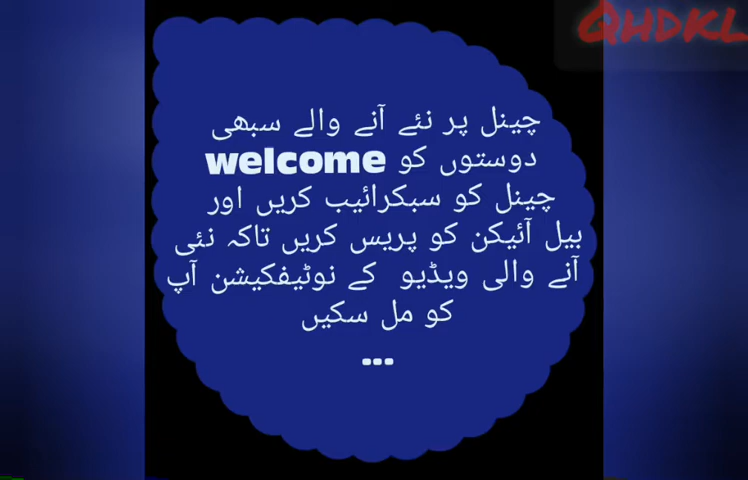 QHDKL
چینل پر نئے آنے والے سبھی
دوستوں کو welcome
چینل کو سبکرائیب کریں اور
بیل آئیکن کو پریس کریں تاکہ نئی
آنے والی ویڈیو کے نوٹیفکیشن آپ
کو مل سکیں
...